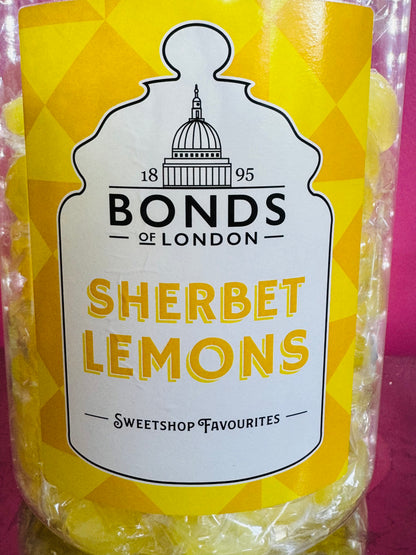 18 95
BONDS
OF LONDON
SHERBET
LEMONS
SWEETSHOP FAVOURITES